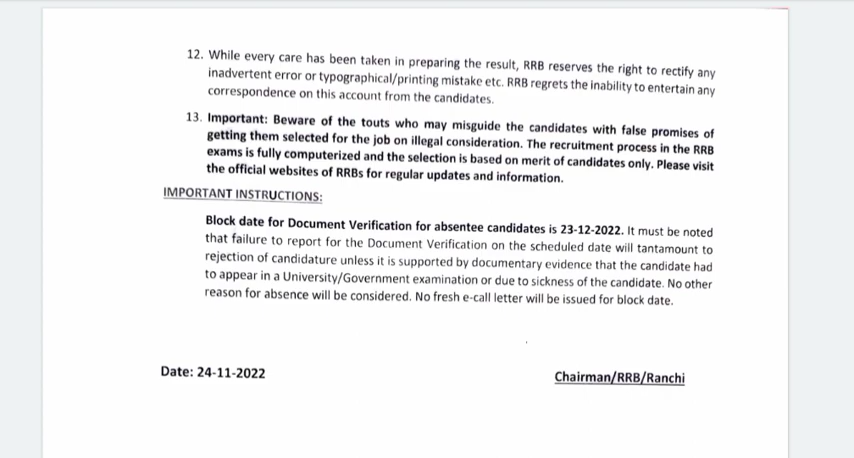 12. While every care has been taken in preparing the result, RRB reserves the right to rectify any
inadvertent error or typographical/printing mistake etc. RRB regrets the inability to entertain any
correspondence on this account from the candidates.
13. Important: Beware of the touts who may misguide the candidates with false promises of
getting them selected for the job on illegal consideration. The recruitment process in the RRB
exams is fully computerized and the selection is based on merit of candidates only. Please visit
the official websites of RRBs for regular updates and information.
IMPORTANT INSTRUCTIONS:
Block date for Document Verification for absentee candidates is 23-12-2022. It must be noted
that failure to report for the Document Verification on the scheduled date will tantamount to
rejection of candidature unless it is supported by documentary evidence that the candidate had
to appear in a University/Government examination or due to sickness of the candidate. No other
reason for absence will be considered. No fresh e-call letter will be issued for block date.
Date: 24-11-2022
Chairman/RRB/Ranchi